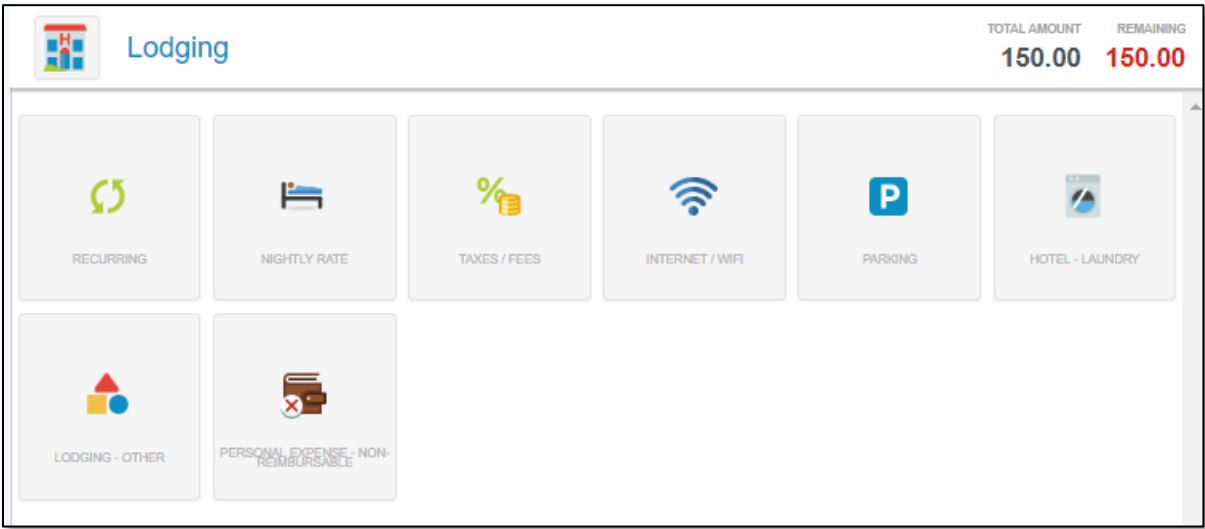 H
Lodging
TOTAL AMOUNT REMAINING
150.00 150.00
RECURRING NIGHTLY RATE TAXES / FEES INTERNET / WIFI PARKING HOTEL - LAUNDRY
%
P
LODGING - OTHER PERSONAL EXPENSE - NON-
REIMBURSABLE